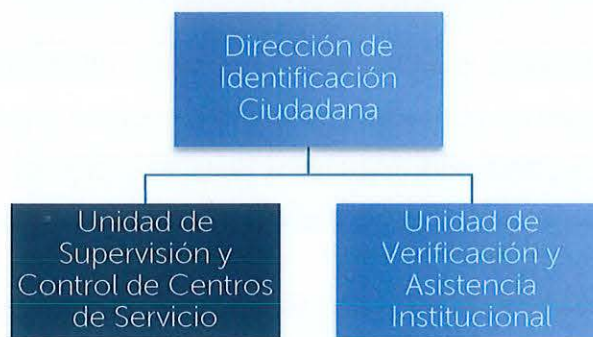 Dirección de
Identificación
Ciudadana
Unidad de
Supervisión y
Control de Centros
de Servicio
Unidad de
Verificación y
Asistencia
Institucional